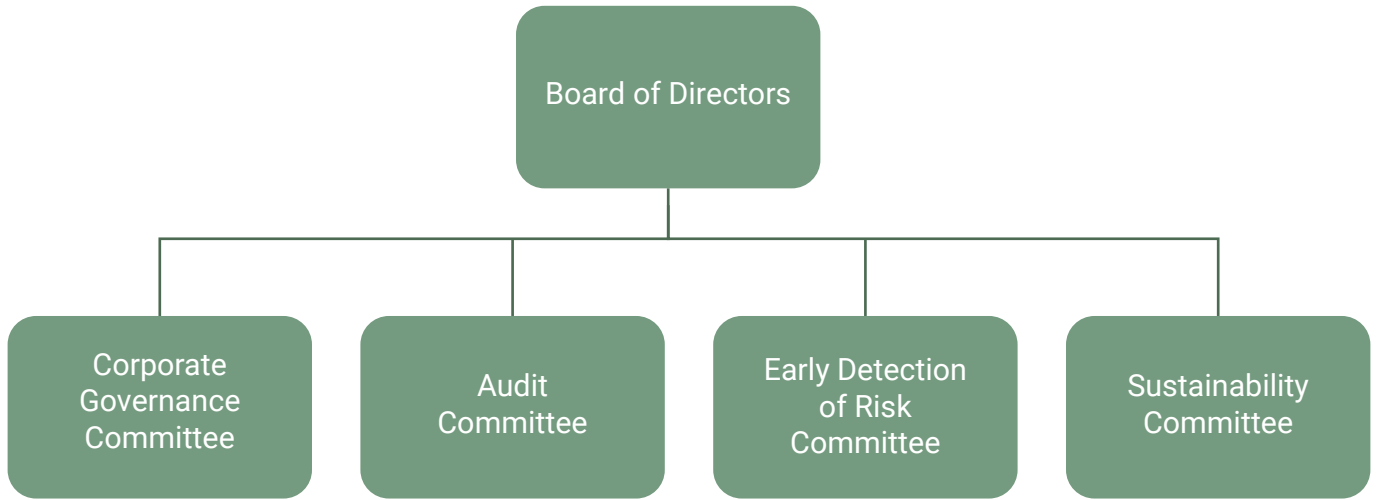 Board of Directors
Corporate
Governance
Committee
Audit
Committee
Early Detection
of Risk
Committee
Sustainability
Committee